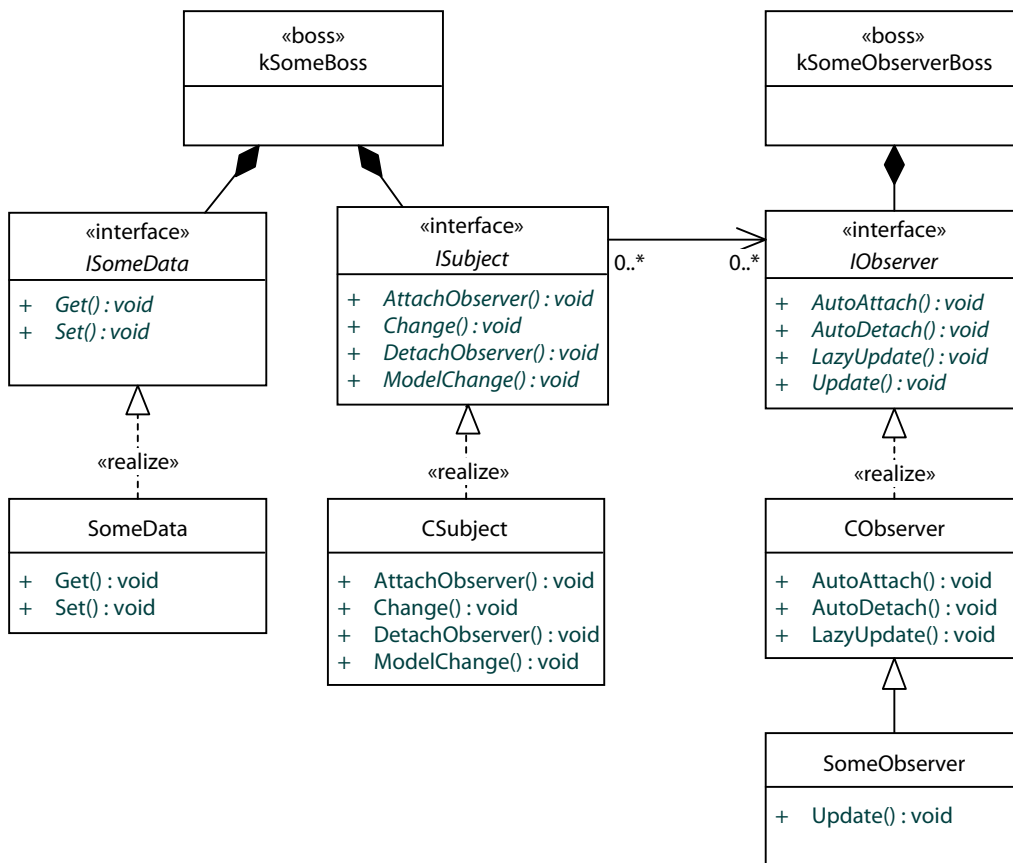 «boss»
kSomeBoss
«boss»
kSomeObserverBoss
«interface»
ISomeData
+ Get() : void
+ Set() : void
«interface»
ISubject
+ AttachObserver() : void
+ Change() : void
+ DetachObserver() : void
+ ModelChange() : void
0..*
0..*
«interface»
IObserver
+ AutoAttach() : void
+ AutoDetach() : void
+ LazyUpdate() : void
+ Update() : void
«realize»
«realize»
«realize»
SomeData
+ Get() : void
+ Set() : void
CSubject
+ AttachObserver() : void
+ Change() : void
+ DetachObserver() : void
+ ModelChange() : void
CObserver
+ AutoAttach() : void
+ AutoDetach() : void
+ LazyUpdate() : void
SomeObserver
+ Update() : void